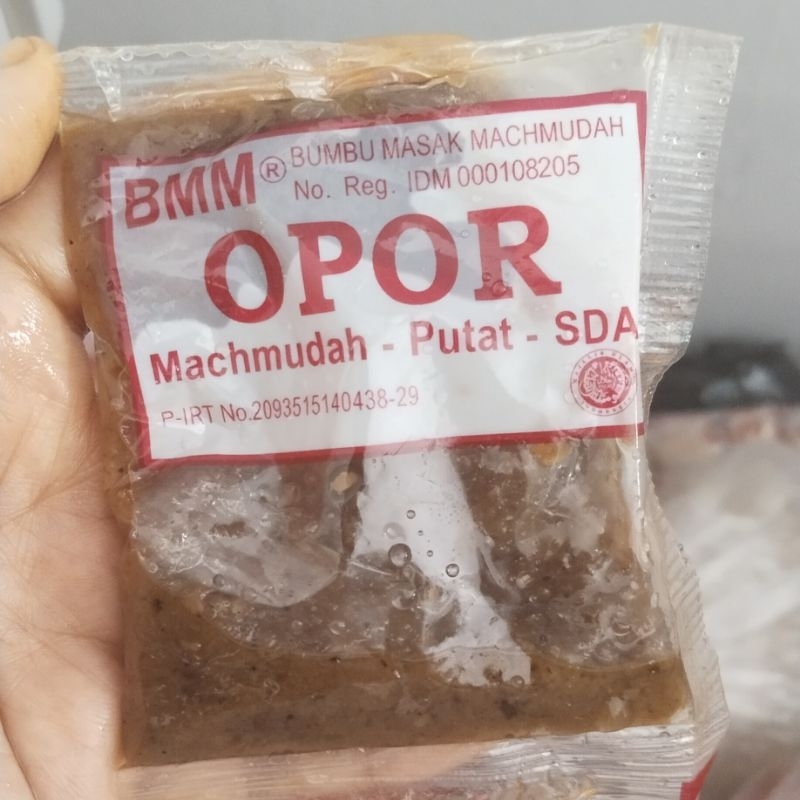 BMM® BUMBU MASAK MACHMUDAH
No. Reg. IDM 000108205
OPOR
Machmudah - Putat - SDA
P-IRT No.2093515140438-29